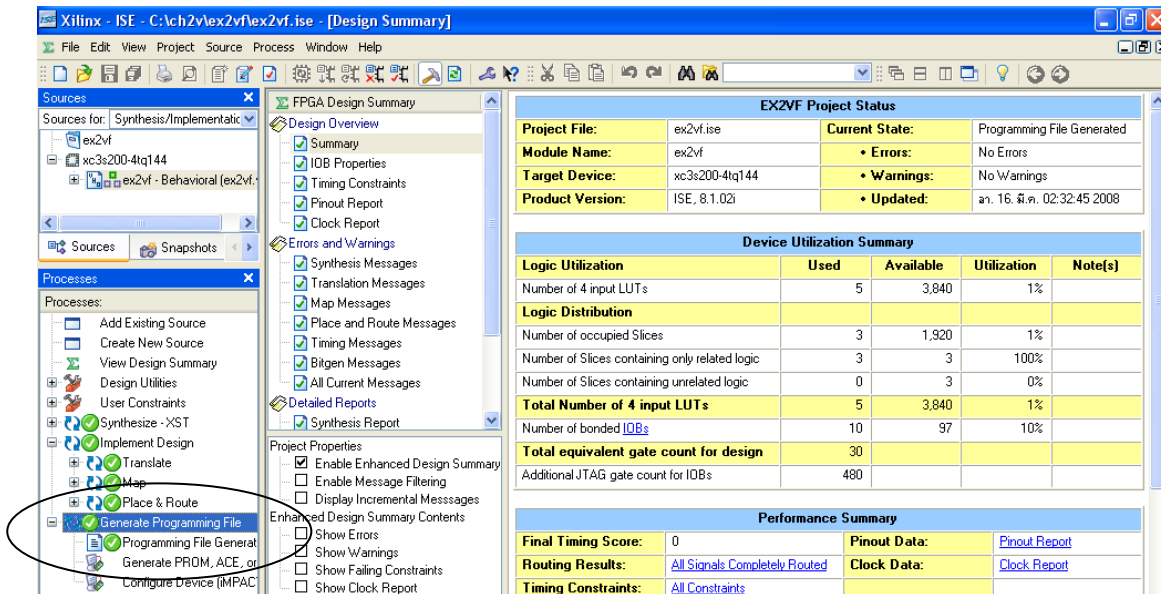 Xilinx - ISE - C:\ch2v\ex2vf\ex2vf.ise - [Design Summary]
File Edit View Project Source Process Window Help
Sources
Sources for: Synthesis/Implementatic
ex2vf
xc3s200-4tq144
ex2vf - Behavioral (ex2vf.
Sources Snapshots
Processes
Processes:
Add Existing Source
Create New Source
View Design Summary
Design Utilities
User Constraints
Synthesize - XST
Implement Design
Translate
Map
Place & Route
Generate Programming File
Programming File Generat
Generate PROM, ACE, or
Configure Device (iMPACT
FPGA Design Summary
Design Overview
Summary
IOB Properties
Timing Constraints
Pinout Report
Clock Report
Errors and Warnings
Synthesis Messages
Translation Messages
Map Messages
Place and Route Messages
Timing Messages
Bitgen Messages
All Current Messages
Detailed Reports
Synthesis Report
Project Properties
Enable Enhanced Design Summary
Enable Message Filtering
Display Incremental Messsages
Enhanced Design Summary Contents
Show Errors
Show Warnings
Show Failing Constraints
Show Clock Report
EX2VF Project Status
Project File: ex2vf.ise Current State: Programming File Generated
Module Name: ex2vf • Errors: No Errors
Target Device: xc3s200-4tq144 • Warnings: No Warnings
Product Version: ISE, 8.1.02i • Updated: อา. 16. มี.ค. 02:32:45 2008
Device Utilization Summary
Logic Utilization Used Available Utilization Note(s)
Number of 4 input LUTs 5 3,840 1%
Logic Distribution
Number of occupied Slices 3 1,920 1%
Number of Slices containing only related logic 3 3 100%
Number of Slices containing unrelated logic 0 3 0%
Total Number of 4 input LUTs 5 3,840 1%
Number of bonded IOBs 10 97 10%
Total equivalent gate count for design 30
Additional JTAG gate count for IOBs 480
Performance Summary
Final Timing Score: 0 Pinout Data: Pinout Report
Routing Results: All Signals Completely Routed Clock Data: Clock Report
Timing Constraints: All Constraints